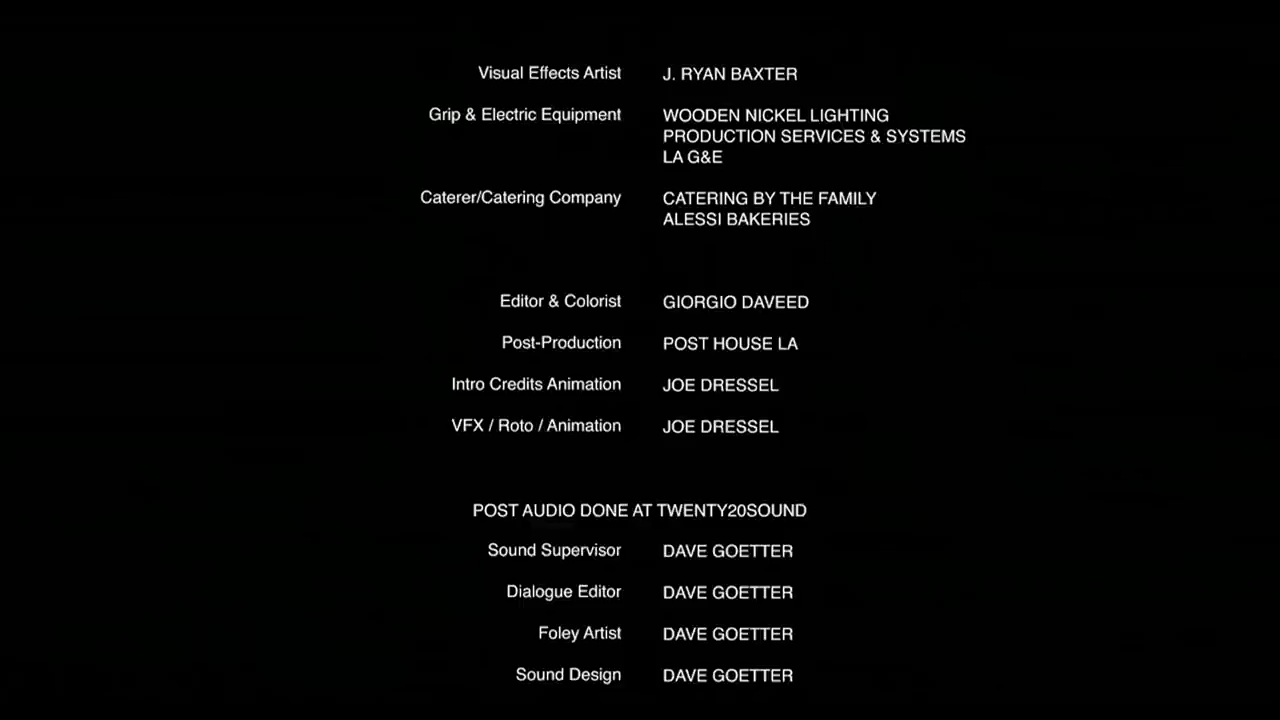 Visual Effects Artist J. RYAN BAXTER
Grip & Electric Equipment WOODEN NICKEL LIGHTING
PRODUCTION SERVICES & SYSTEMS
LA G&E
Caterer/Catering Company CATERING BY THE FAMILY
ALESSI BAKERIES
Editor & Colorist GIORGIO DAVEED
Post-Production POST HOUSE LA
Intro Credits Animation JOE DRESSEL
VFX / Roto / Animation JOE DRESSEL
POST AUDIO DONE AT TWENTY20SOUND
Sound Supervisor DAVE GOETTER
Dialogue Editor DAVE GOETTER
Foley Artist DAVE GOETTER
Sound Design DAVE GOETTER